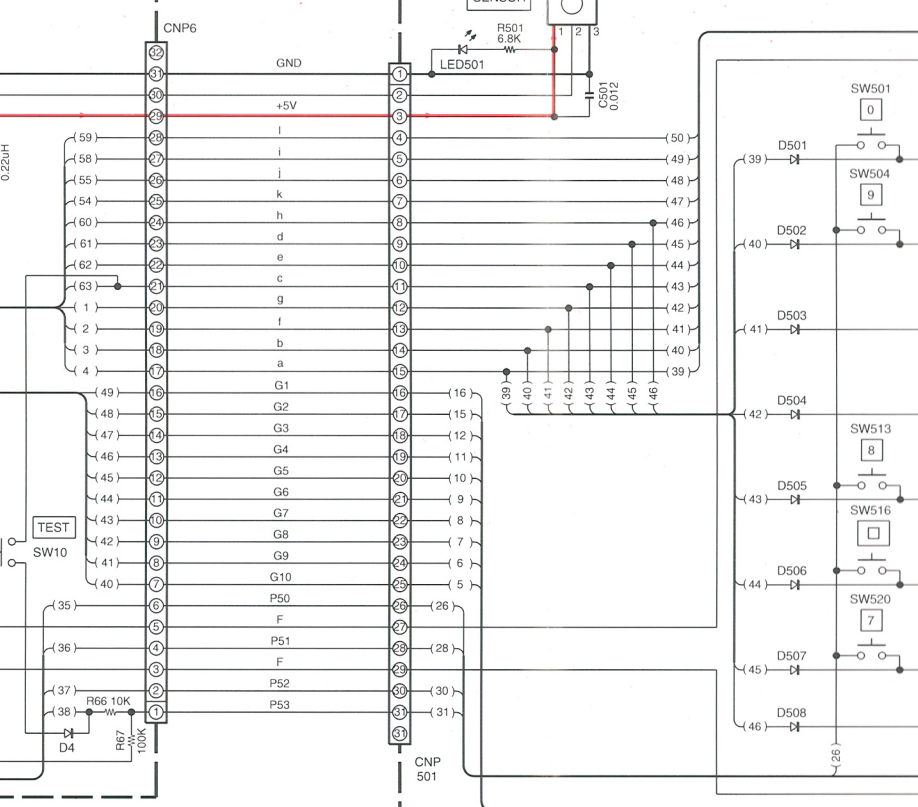 SENSOR
CNP6
1 2 3
R501
6.8K
LED501
C501
0.012
0.22uH
32
31 GND 1
30 2
29 +5V 3
(59) 28 l 4 (50)
(58) 27 i 5 (49)
(55) 26 j 6 (48)
(54) 25 k 7 (47)
(60) 24 h 8 (46)
(61) 23 d 9 (45)
(62) 22 e 10 (44)
(63) 21 c 11 (43)
(1) 20 g 12 (42)
(2) 19 f 13 (41)
(3) 18 b 14 (40)
(4) 17 a 15 (39)
(39) (40) (41) (42) (43) (44) (45) (46)
(49) 16 G1 16 (16)
(48) 15 G2 17 (15)
(47) 14 G3 18 (12)
(46) 13 G4 19 (11)
(45) 12 G5 20 (10)
(44) 11 G6 21 (9)
(43) 10 G7 22 (8)
(42) 9 G8 23 (7)
(41) 8 G9 24 (6)
(40) 7 G10 25 (5)
(35) 6 P50 26 (26)
5 F 27
(36) 4 P51 28 (28)
3 F 29
(37) 2 P52 30 (30)
(38) R66 10K 1 P53 31 (31)
31
TEST
SW10
D4
R67
100K
CNP
501
SW501
0
(39) D501
SW504
9
(40) D502
(41) D503
(42) D504
SW513
8
(43) D505
SW516
(44) D506
SW520
7
(45) D507
(46) D508
(26)